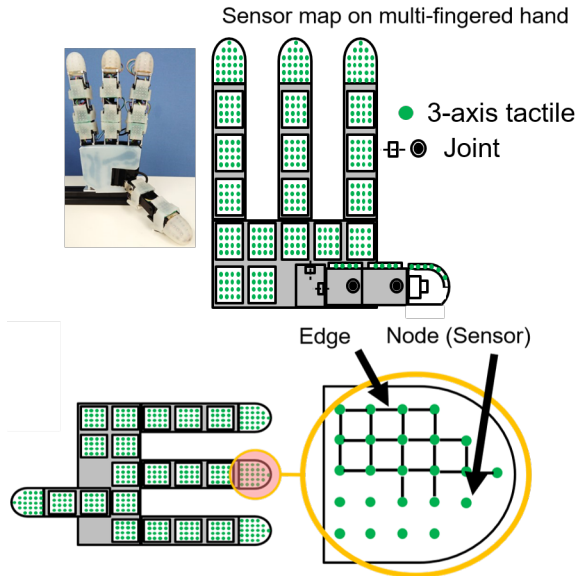 Sensor map on multi-fingered hand
3-axis tactile
Joint
Edge
Node (Sensor)